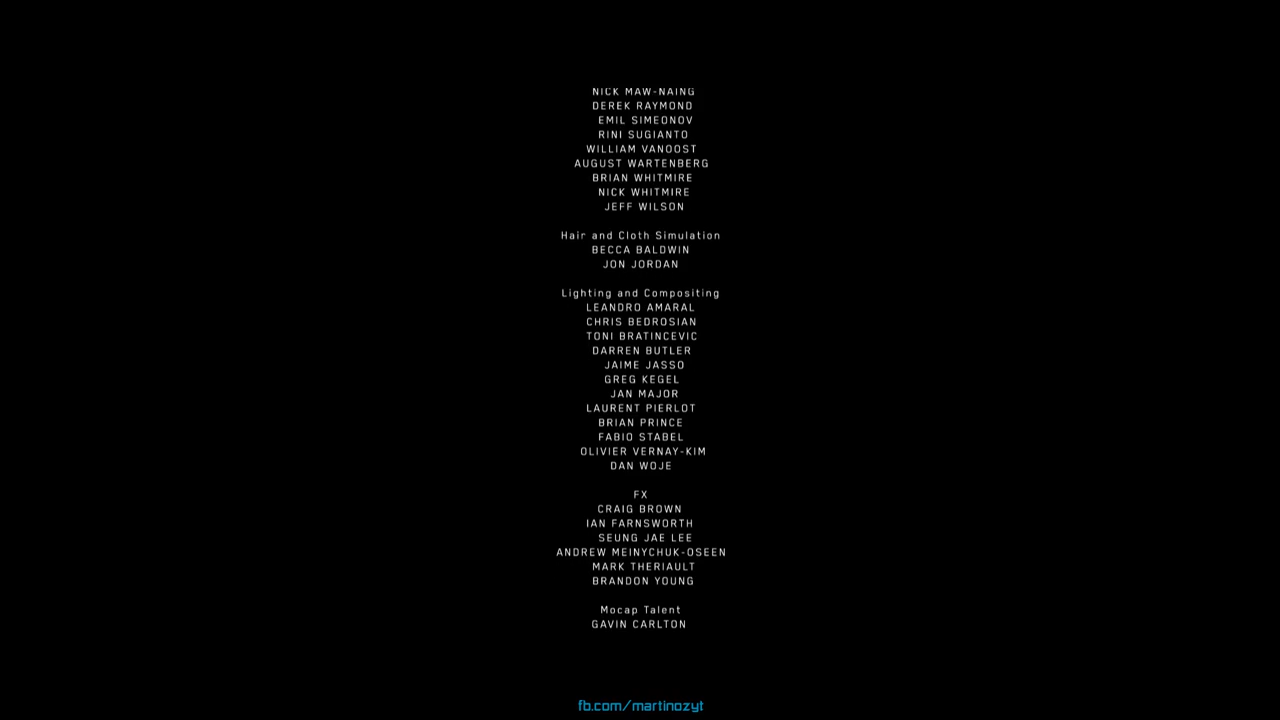 NICK MAW-NAING
DEREK RAYMOND
EMIL SIMEONOV
RINI SUGIANTO
WILLIAM VANOOST
AUGUST WARTENBERG
BRIAN WHITMIRE
NICK WHITMIRE
JEFF WILSON
Hair and Cloth Simulation
BECCA BALDWIN
JON JORDAN
Lighting and Compositing
LEANDRO AMARAL
CHRIS BEDROSIAN
TONI BRATINCEVIC
DARREN BUTLER
JAIME JASSO
GREG KEGEL
JAN MAJOR
LAURENT PIERLOT
BRIAN PRINCE
FABIO STABEL
OLIVIER VERNAY-KIM
DAN WOJE
FX
CRAIG BROWN
IAN FARNSWORTH
SEUNG JAE LEE
ANDREW MEINYCHUK-OSEEN
MARK THERIAULT
BRANDON YOUNG
Mocap Talent
GAVIN CARLTON
fb.com/martinozyt